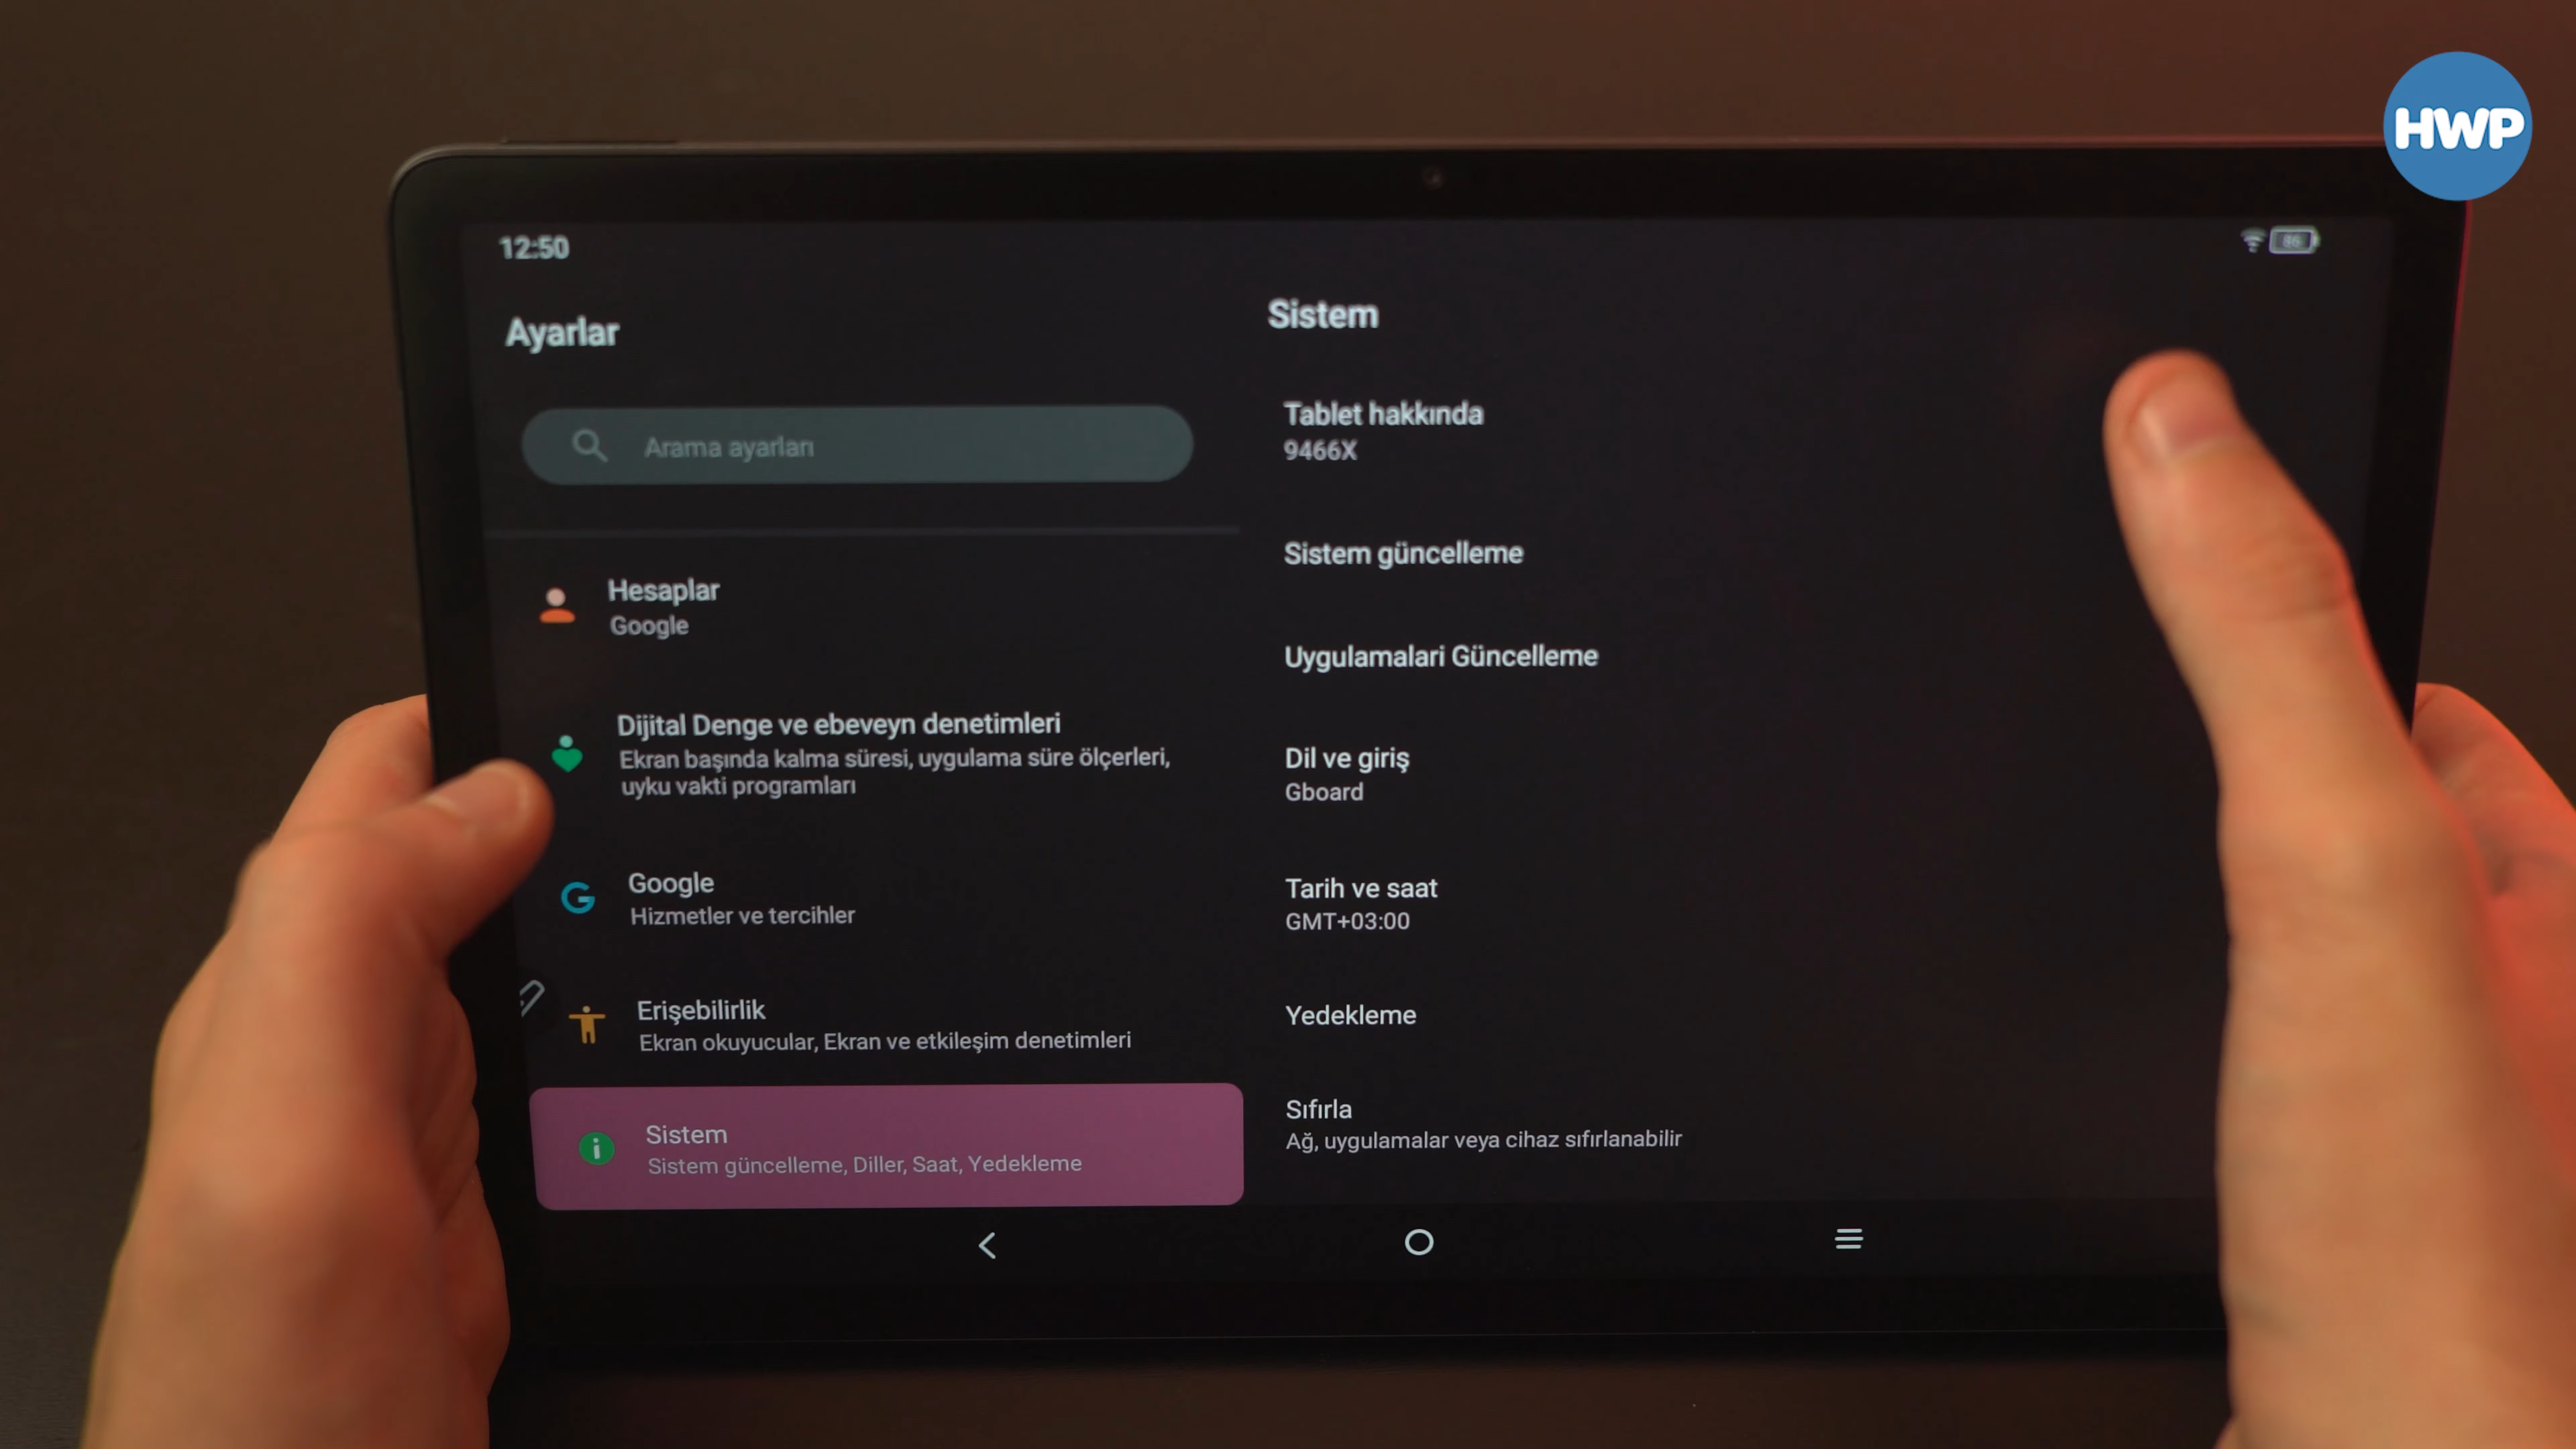 HWP
12:50
86
Ayarlar
Arama ayarları
Hesaplar
Google
Dijital Denge ve ebeveyn denetimleri
Ekran başında kalma süresi, uygulama süre ölçerleri,
uyku vakti programları
Google
Hizmetler ve tercihler
Erişebilirlik
Ekran okuyucular, Ekran ve etkileşim denetimleri
Sistem
Sistem güncelleme, Diller, Saat, Yedekleme
Sistem
Tablet hakkında
9466X
Sistem güncelleme
Uygulamalari Güncelleme
Dil ve giriş
Gboard
Tarih ve saat
GMT+03:00
Yedekleme
Sıfırla
Ağ, uygulamalar veya cihaz sıfırlanabilir